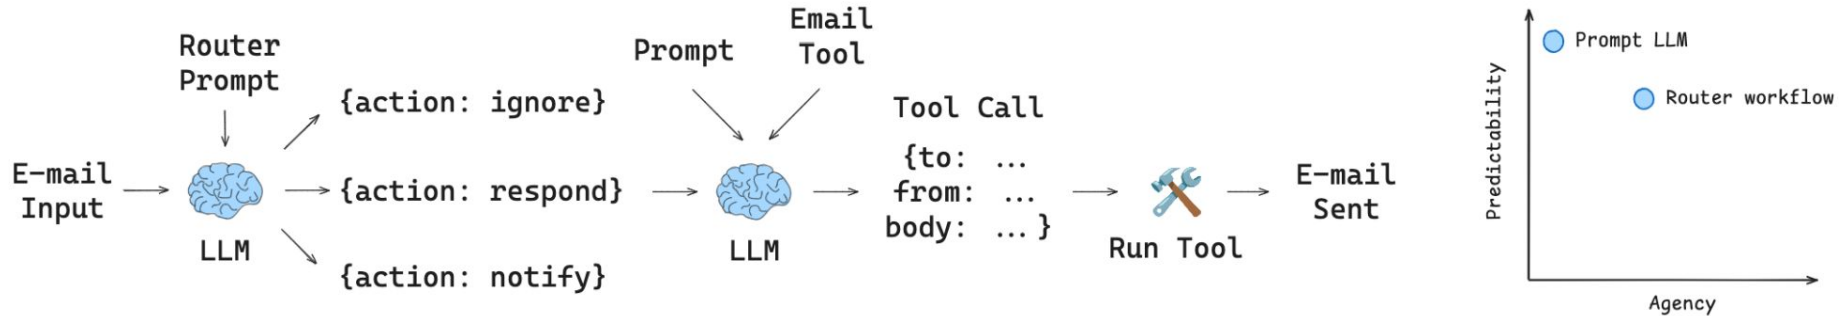 Router
Prompt
E-mail
Input
LLM
{action: ignore}
{action: respond}
{action: notify}
Prompt
Email
Tool
LLM
Tool Call
{to: ...
from: ...
body: ... }
Run Tool
E-mail
Sent
Predictability
Prompt LLM
Router workflow
Agency